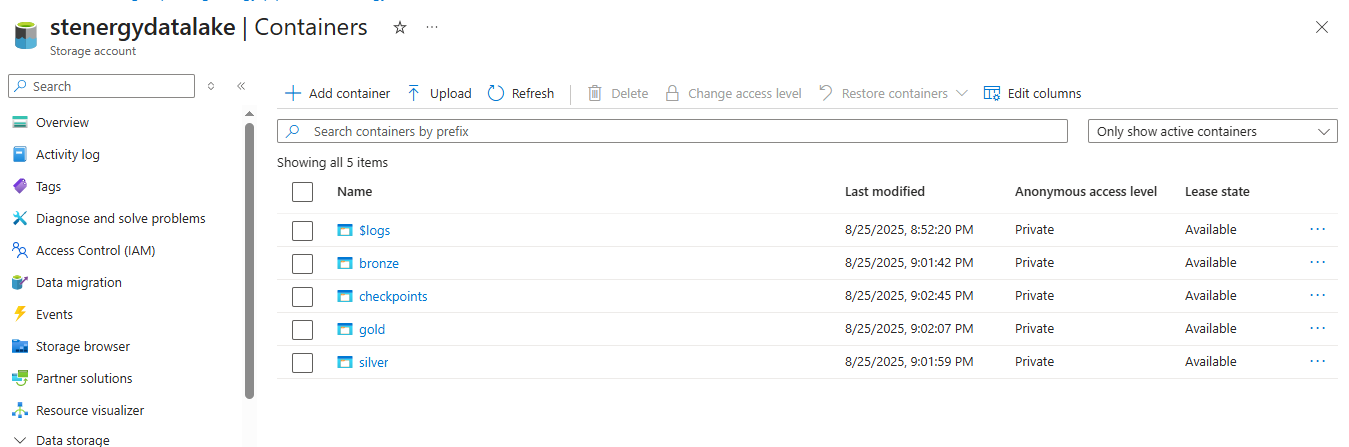 stenergydatalake | Containers
Storage account
Search
Add container Upload Refresh Delete Change access level Restore containers Edit columns
Overview
Activity log
Tags
Diagnose and solve problems
Access Control (IAM)
Data migration
Events
Storage browser
Partner solutions
Resource visualizer
Data storage
Search containers by prefix
Only show active containers
Showing all 5 items
Name Last modified Anonymous access level Lease state
$logs 8/25/2025, 8:52:20 PM Private Available
bronze 8/25/2025, 9:01:42 PM Private Available
checkpoints 8/25/2025, 9:02:45 PM Private Available
gold 8/25/2025, 9:02:07 PM Private Available
silver 8/25/2025, 9:01:59 PM Private Available